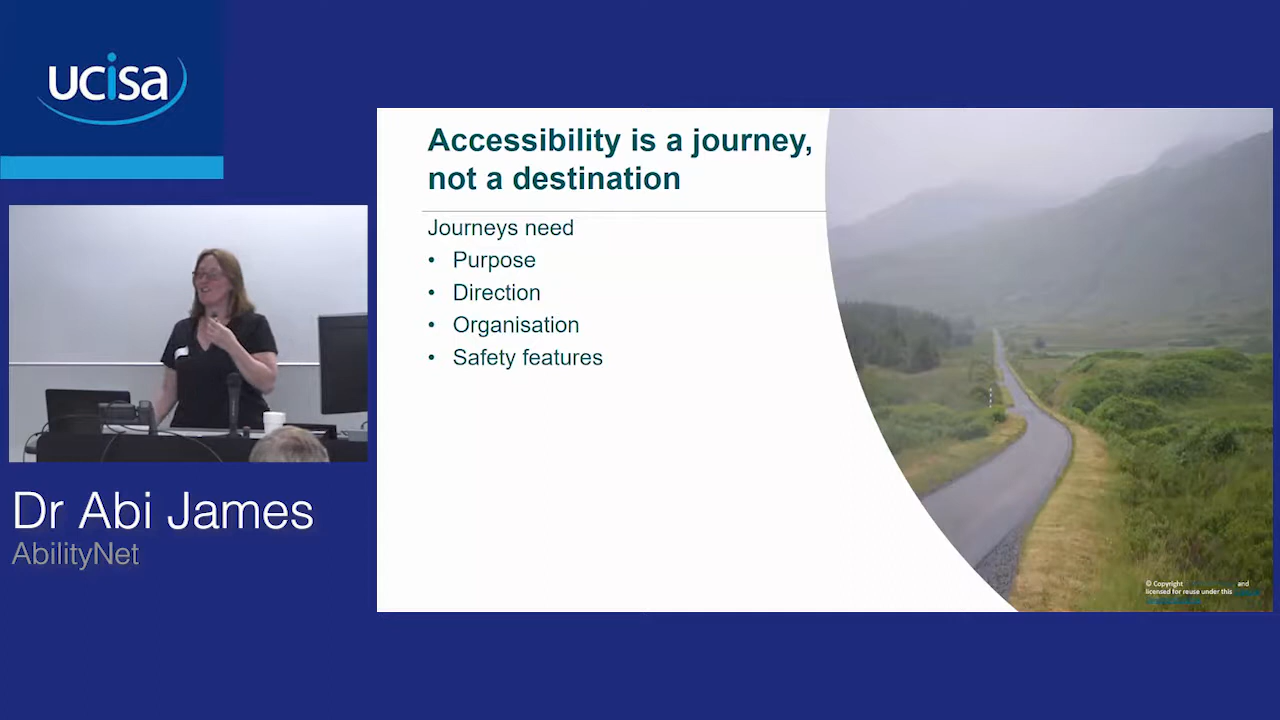 ucisa
Accessibility is a journey,
not a destination
Journeys need
• Purpose
• Direction
• Organisation
• Safety features
Dr Abi James
AbilityNet
© Copyright and
licensed for reuse under this